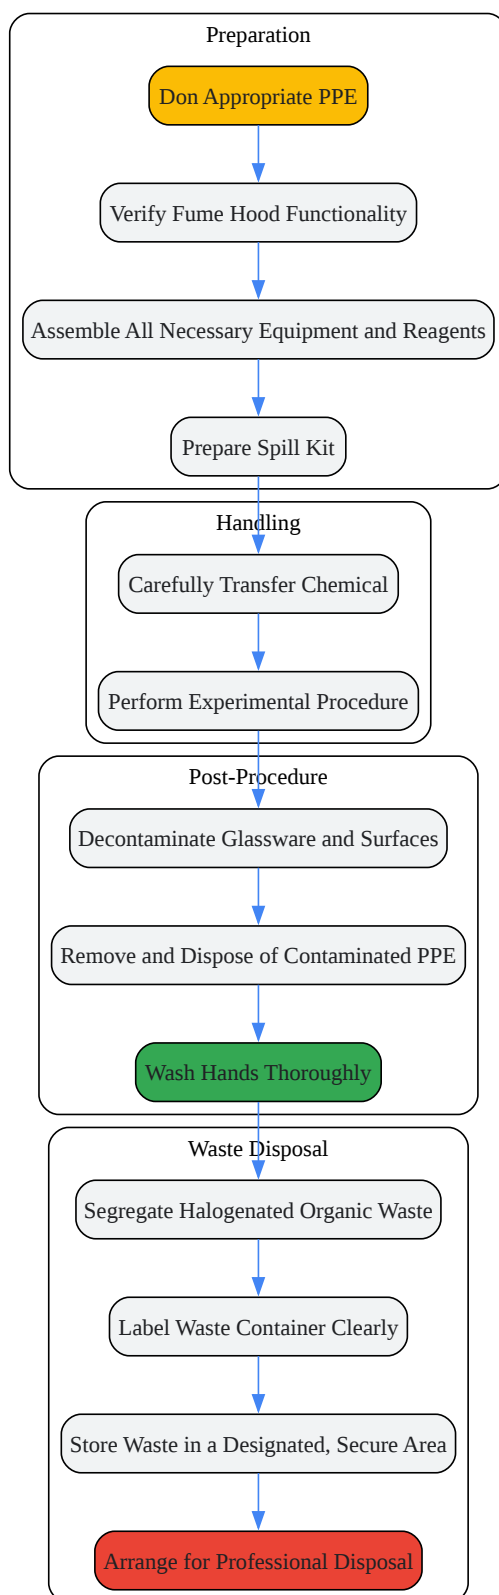 Preparation
Don Appropriate PPE
Verify Fume Hood Functionality
Assemble All Necessary Equipment and Reagents
Prepare Spill Kit
Handling
Carefully Transfer Chemical
Perform Experimental Procedure
Post-Procedure
Decontaminate Glassware and Surfaces
Remove and Dispose of Contaminated PPE
Wash Hands Thoroughly
Waste Disposal
Segregate Halogenated Organic Waste
Label Waste Container Clearly
Store Waste in a Designated, Secure Area
Arrange for Professional Disposal